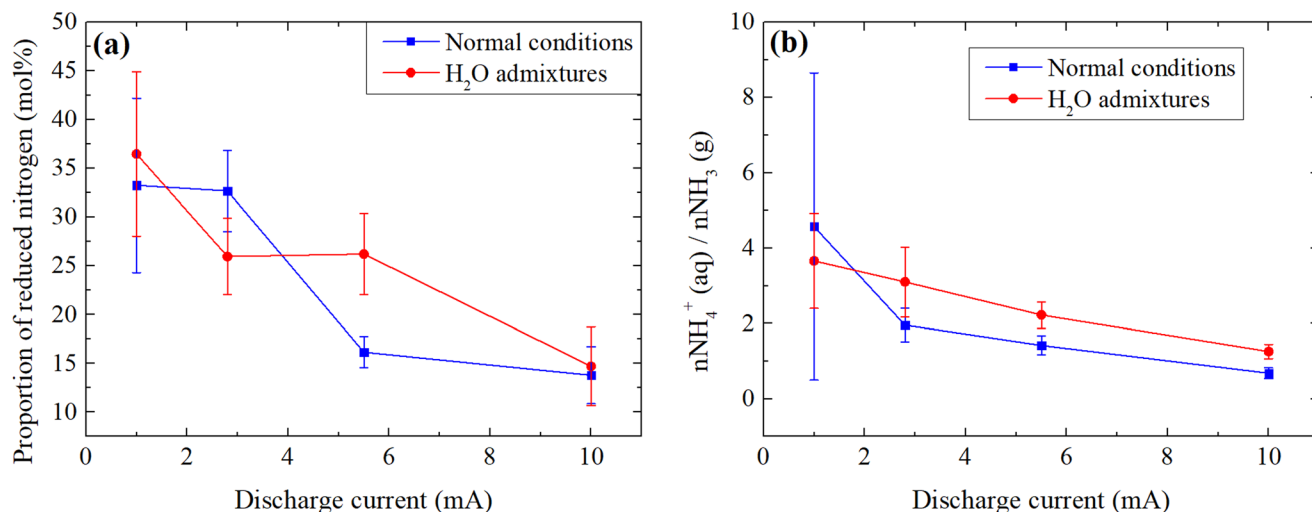 (a)
Normal conditions
H₂O admixtures
Proportion of reduced nitrogen (mol%)
50
45
40
35
30
25
20
15
10
0 2 4 6 8 10
Discharge current (mA)
(b)
Normal conditions
H₂O admixtures
nNH₄⁺ (aq) / nNH₃ (g)
10
8
6
4
2
0
0 2 4 6 8 10
Discharge current (mA)